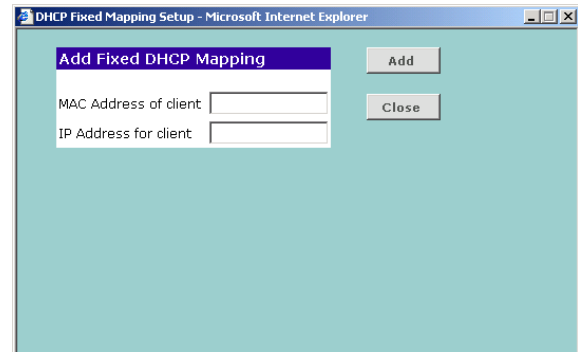 DHCP Fixed Mapping Setup - Microsoft Internet Explorer
Add Fixed DHCP Mapping
Add
MAC Address of client
Close
IP Address for client